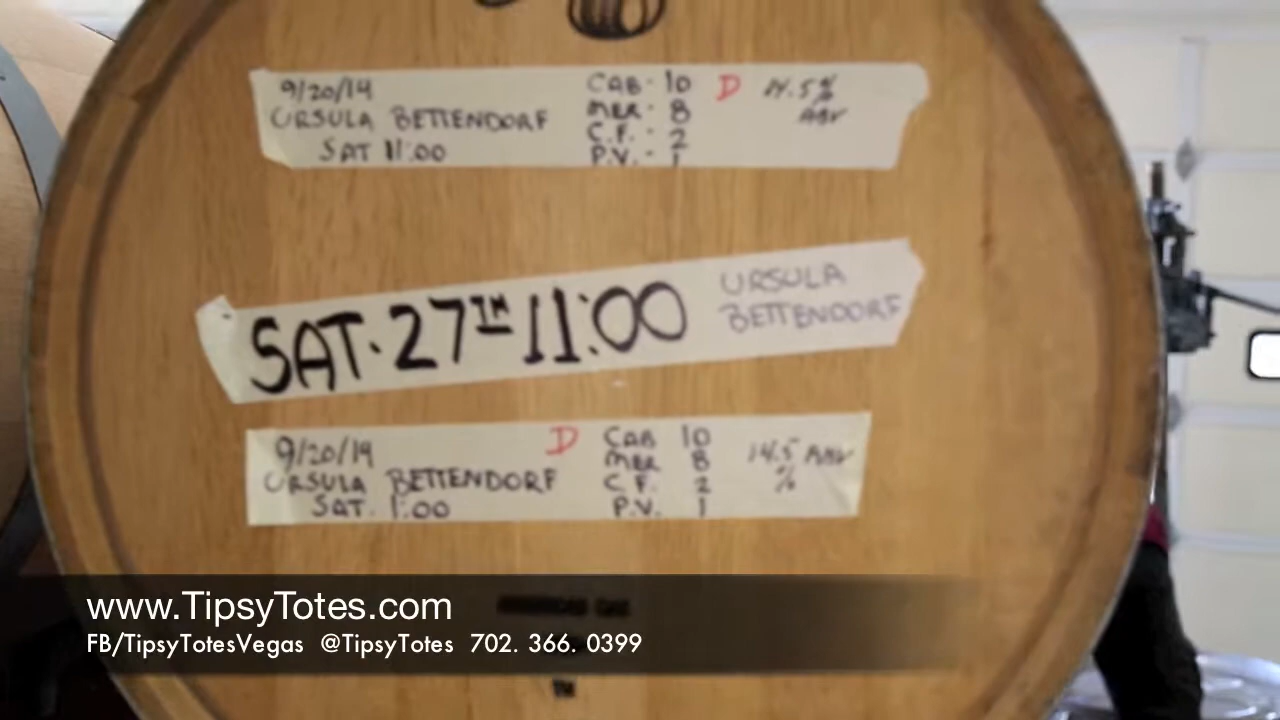 9/20/14
URSULA BETTENDORF
SAT 11:00
CAB - 10
MER - 8
C.F. - 2
P.V. - 1
D
14.5%
ABV
SAT. 27TH 11:00
URSULA
BETTENDORF
9/20/14
URSULA BETTENDORF
SAT. 1:00
D
CAB 10
MER 8
C.F. 2
P.V. 1
14.5 ABV
%
www.TipsyTotes.com
FB/TipsyTotesVegas @TipsyTotes 702. 366. 0399
TM